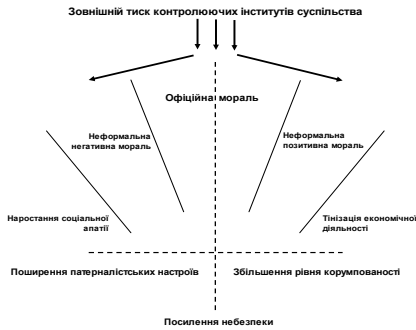 Зовнішній тиск контролюючих інститутів суспільства
Офіційна мораль
Неформальна
негативна мораль
Неформальна
позитивна мораль
Наростання соціальної
апатії
Тінізація економічної
діяльності
Поширення патерналістських настроїв
Збільшення рівня корумпованості
Посилення небезпеки